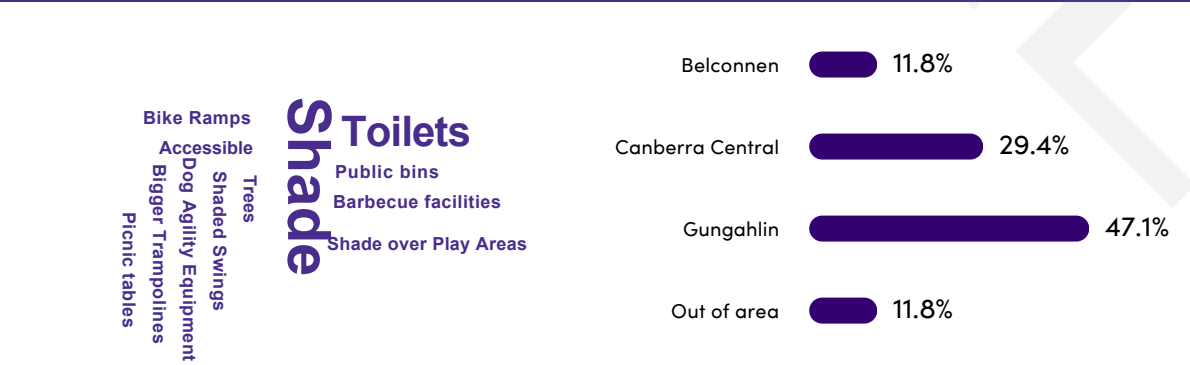 Bike Ramps
Accessible
Picnic tables
Bigger Trampolines
Dog Agility Equipment
Shaded Swings
Trees
Shade
Toilets
Public bins
Barbecue facilities
Shade over Play Areas
Belconnen 11.8%
Canberra Central 29.4%
Gungahlin 47.1%
Out of area 11.8%